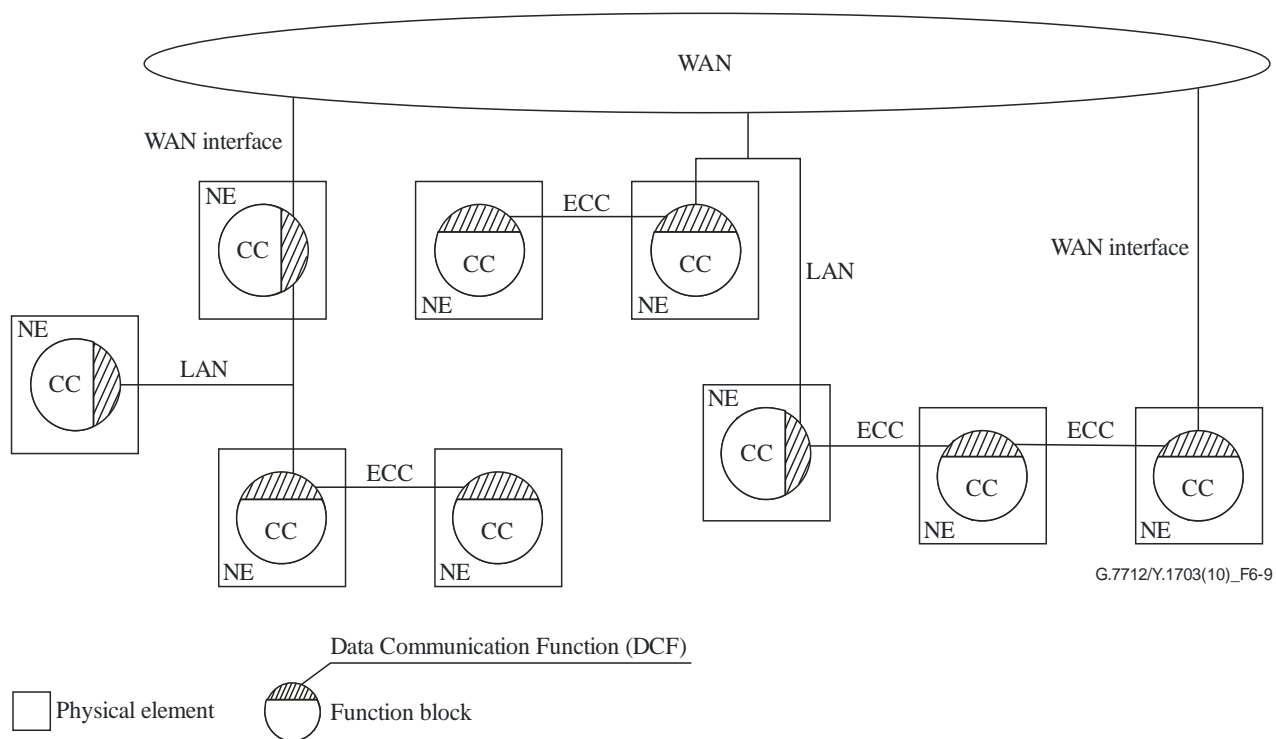 WAN
WAN interface
NE
CC
ECC
CC
NE
CC
NE
WAN interface
LAN
NE
CC
LAN
NE
CC
ECC
ECC
CC
NE
CC
NE
ECC
CC
NE
CC
NE
G.7712/Y.1703(10)_F6-9
Data Communication Function (DCF)
Physical element
Function block